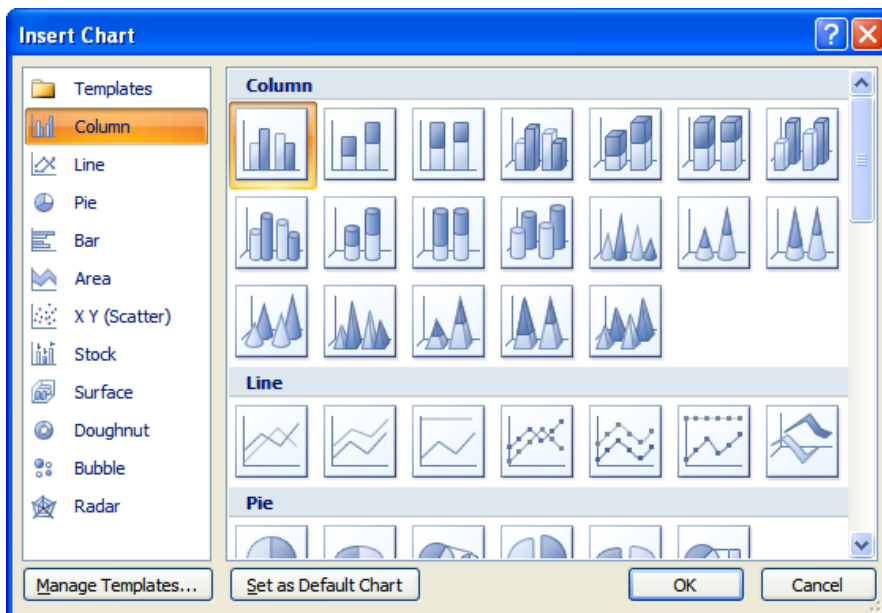 Insert Chart
Templates
Column
Line
Pie
Bar
Area
X Y (Scatter)
Stock
Surface
Doughnut
Bubble
Radar
Column
Line
Pie
Manage Templates...
Set as Default Chart
OK
Cancel